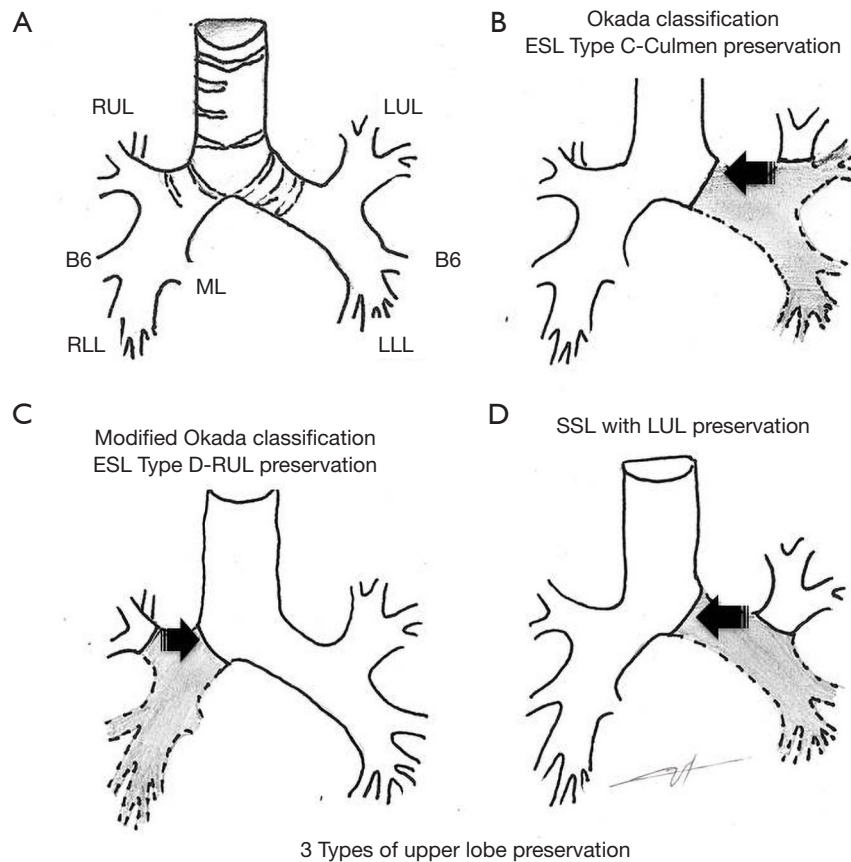 A
RUL
LUL
B6
B6
ML
RLL
LLL
B
Okada classification
ESL Type C-Culmen preservation
C
Modified Okada classification
ESL Type D-RUL preservation
D
SSL with LUL preservation
3 Types of upper lobe preservation